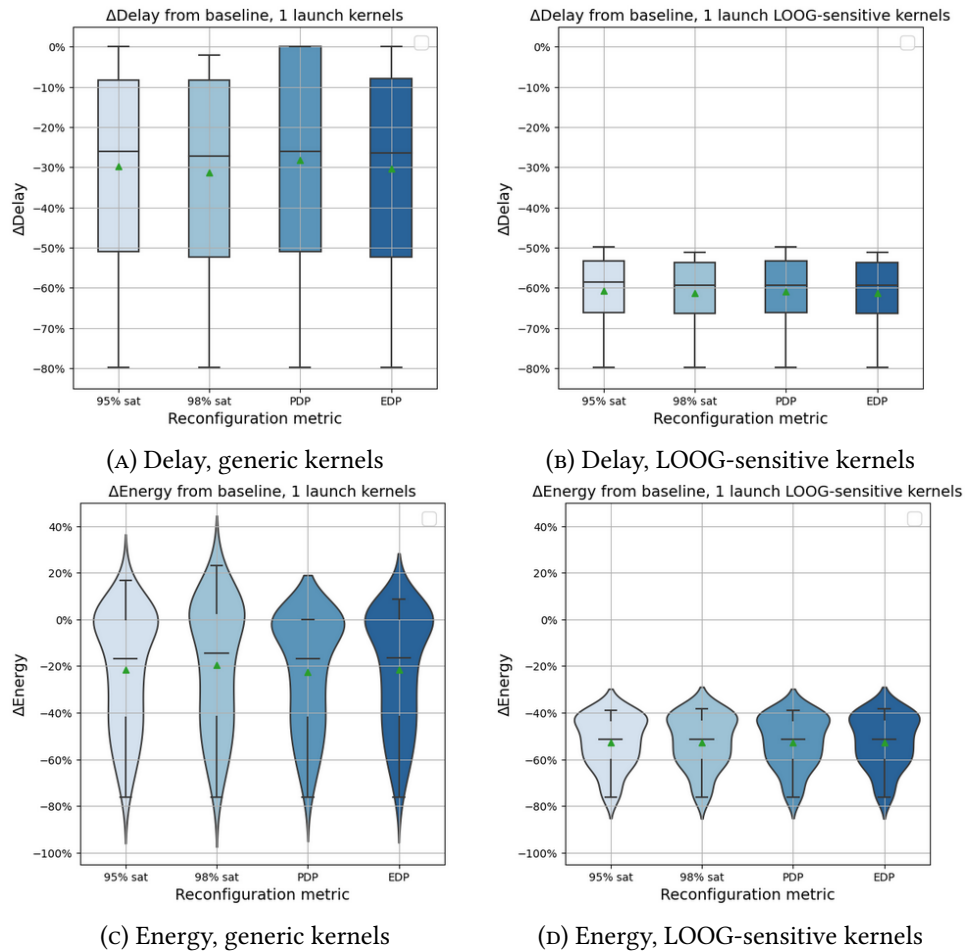 ΔDelay from baseline, 1 launch kernels
0%
−10%
−20%
−30%
−40%
−50%
−60%
−70%
−80%
ΔDelay
95% sat 98% sat PDP EDP
Reconfiguration metric
(A) Delay, generic kernels
ΔDelay from baseline, 1 launch LOOG-sensitive kernels
0%
−10%
−20%
−30%
−40%
−50%
−60%
−70%
−80%
ΔDelay
95% sat 98% sat PDP EDP
Reconfiguration metric
(B) Delay, LOOG-sensitive kernels
ΔEnergy from baseline, 1 launch kernels
40%
20%
0%
−20%
−40%
−60%
−80%
−100%
ΔEnergy
95% sat 98% sat PDP EDP
Reconfiguration metric
(C) Energy, generic kernels
ΔEnergy from baseline, 1 launch LOOG-sensitive kernels
40%
20%
0%
−20%
−40%
−60%
−80%
−100%
ΔEnergy
95% sat 98% sat PDP EDP
Reconfiguration metric
(D) Energy, LOOG-sensitive kernels